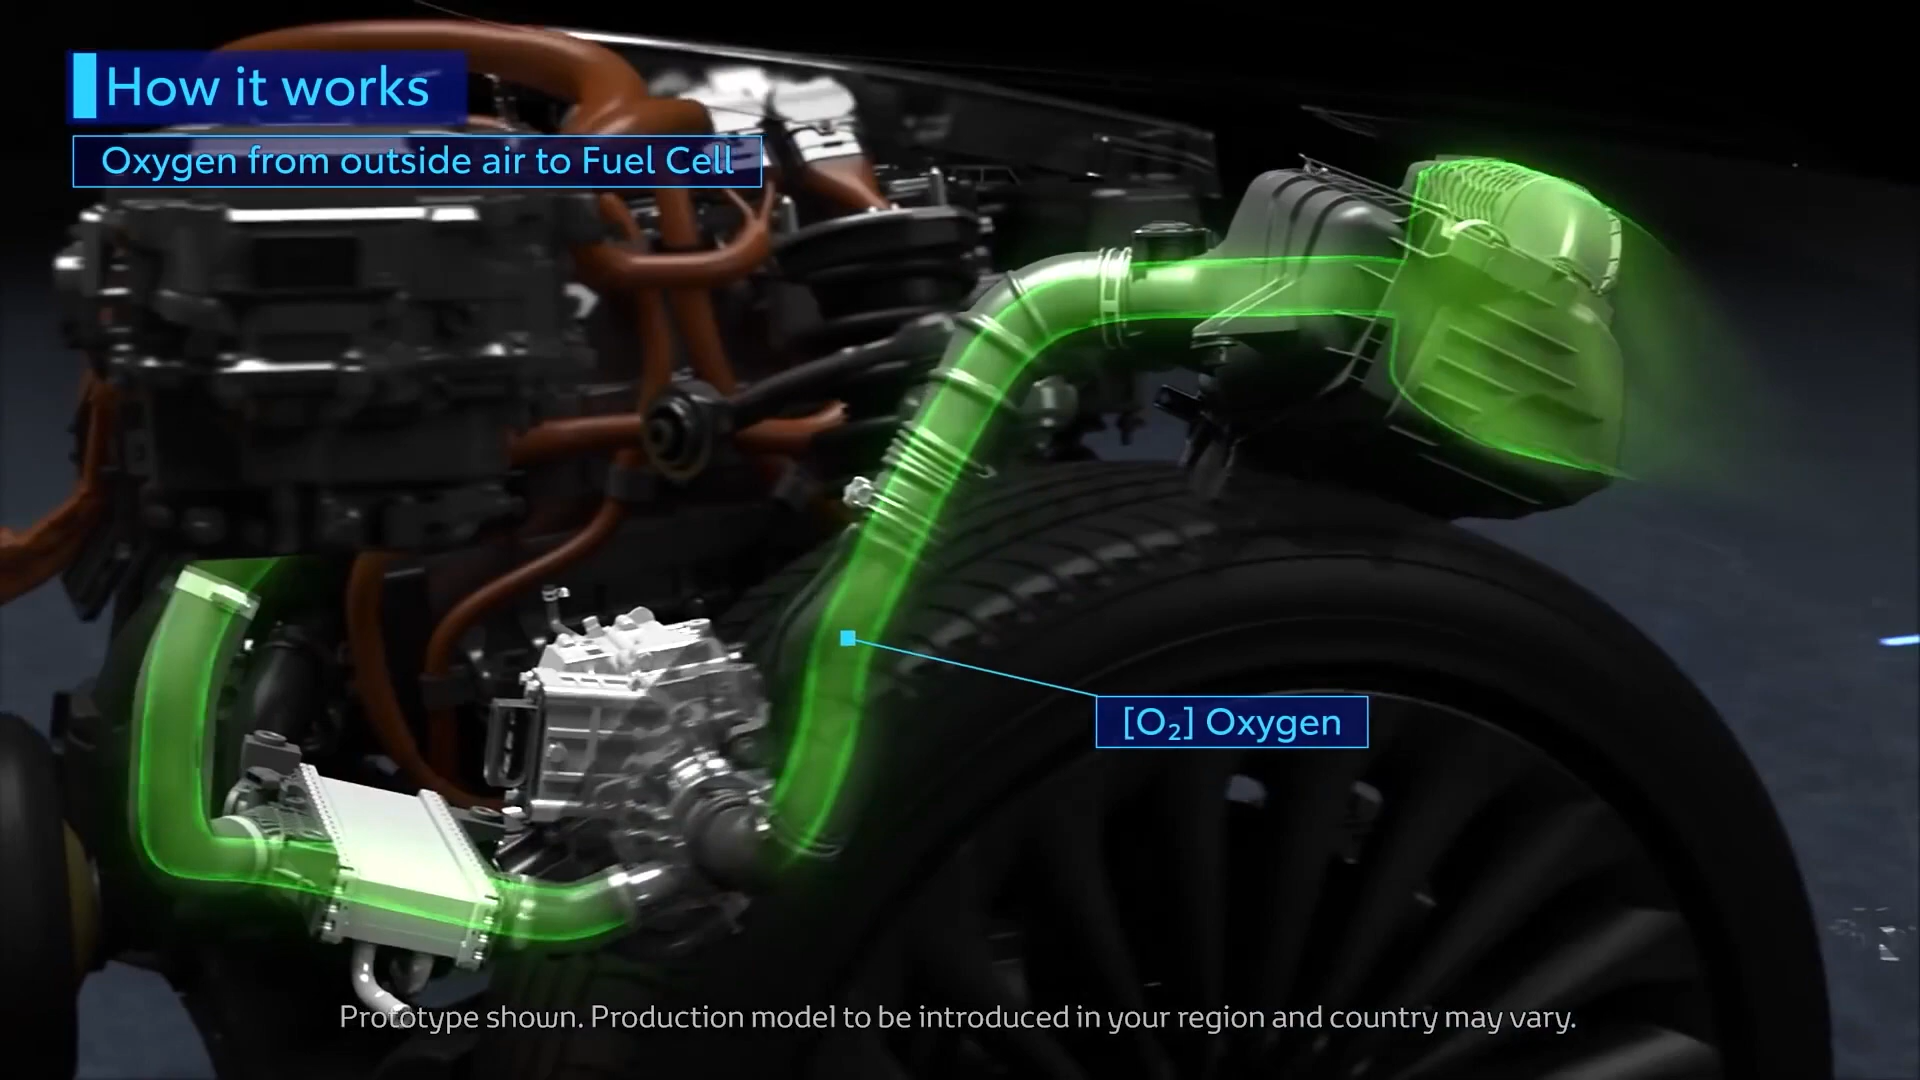 How it works
Oxygen from outside air to Fuel Cell
[O₂] Oxygen
Prototype shown. Production model to be introduced in your region and country may vary.